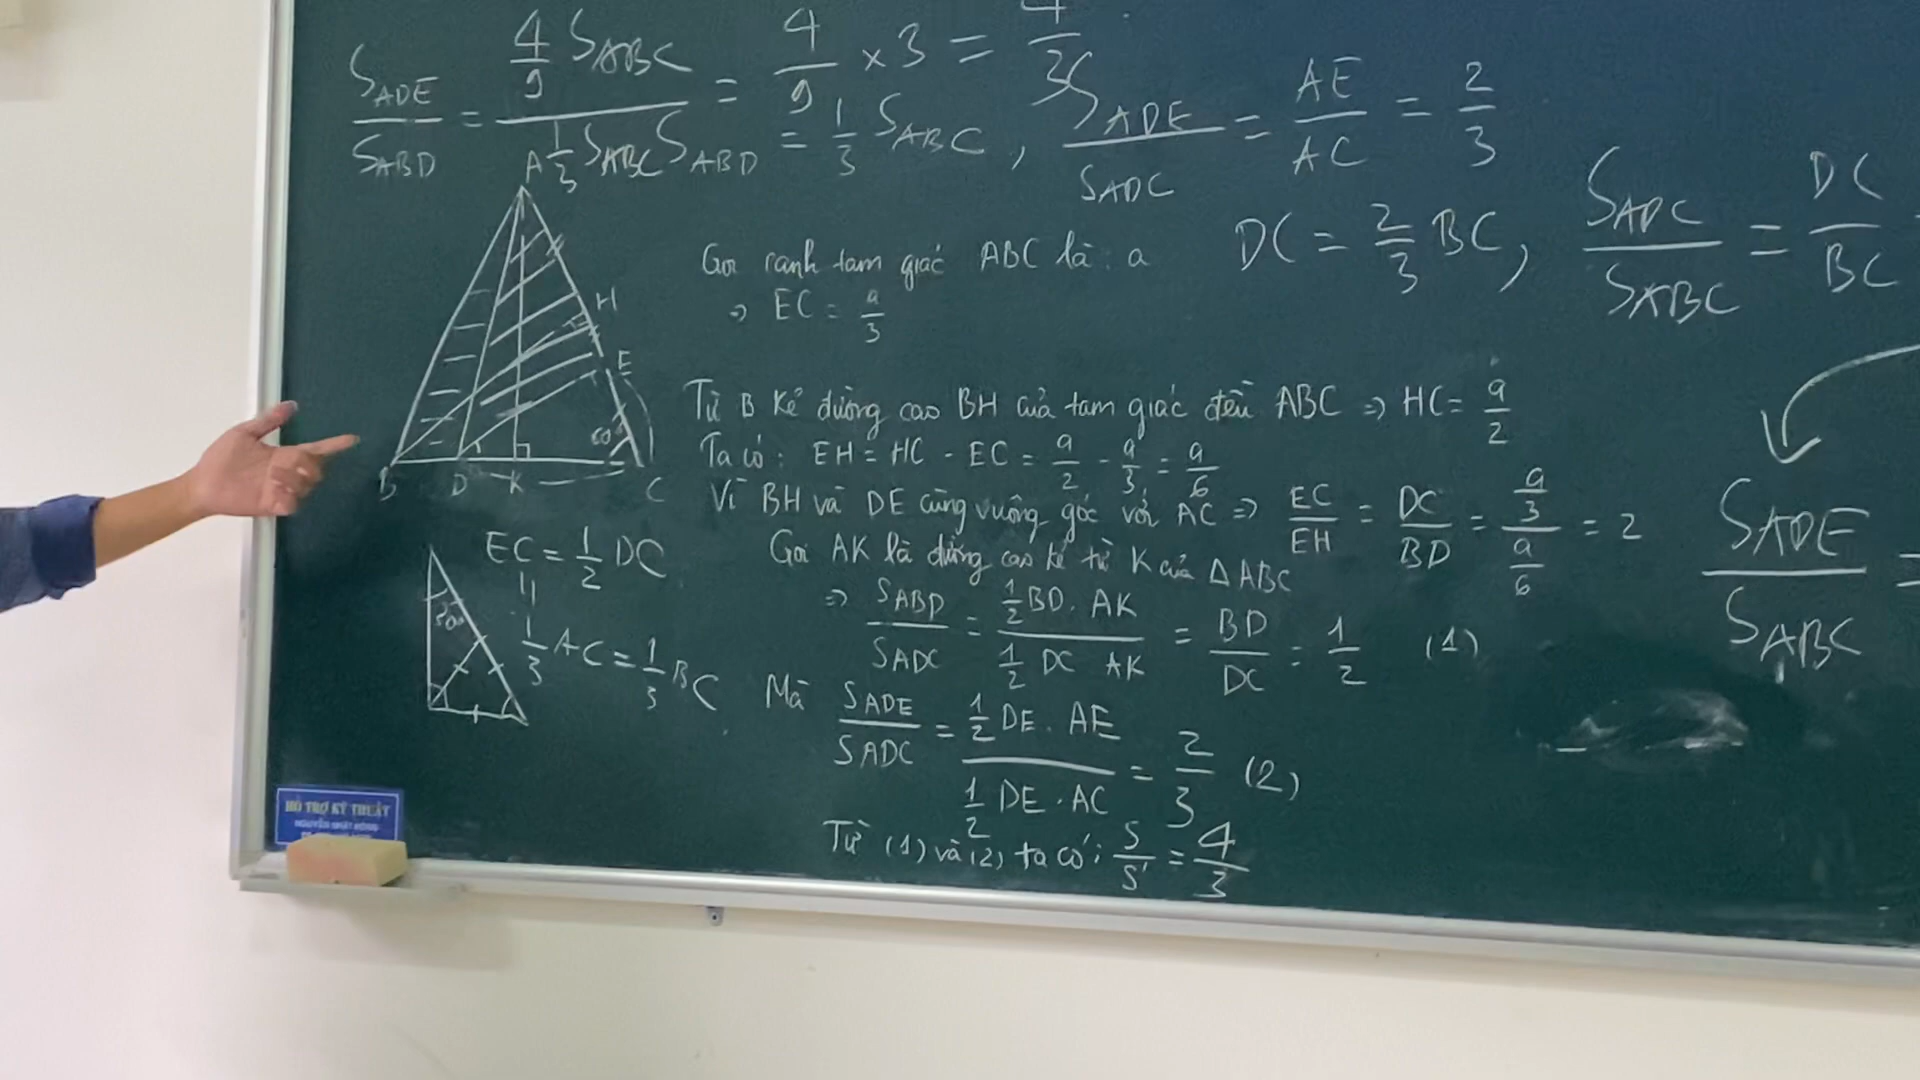 S_ADE / S_ABD = (4/9 S_ABC) / (1/3 S_ABC) = 4/9 × 3 = 4/3
S_ABD = 1/3 S_ABC, S_ADE / S_ADC = AE / AC = 2/3
DC = 2/3 BC, S_ADC / S_ABC = DC / BC
A
H
E
60°
B D K C
Gọi cạnh tam giác ABC là : a
⇒ EC = a/3
Từ B kẻ đường cao BH của tam giác đều ABC ⇒ HC = a/2
Ta có : EH = HC - EC = a/2 - a/3 = a/6
Vì BH và DE cùng vuông góc với AC ⇒ EC/EH = DC/BD = (a/3)/(a/6) = 2
Gọi AK là đường cao kẻ từ K của ΔABC
⇒ S_ABD / S_ADC = (1/2 BD . AK) / (1/2 DC AK) = BD/DC = 1/2 (1)
Mà S_ADE / S_ADC = (1/2 DE . AE) / (1/2 DE . AC) = 2/3 (2)
Từ (1) và (2) ta có : S/S' = 4/3
EC = 1/2 DC
1/3 AC = 1/3 BC
30°
S_ADE / S_ABC =
HỖ TRỢ KỸ THUẬT